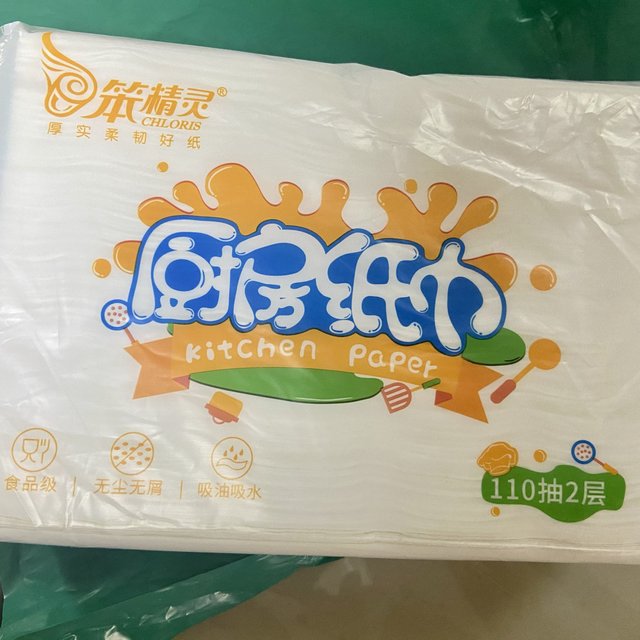 笨精灵®
CHLORIS
厚实柔韧好纸
厨房纸巾
kitchen paper
食品级 | 无尘无屑 | 吸油吸水
110抽2层